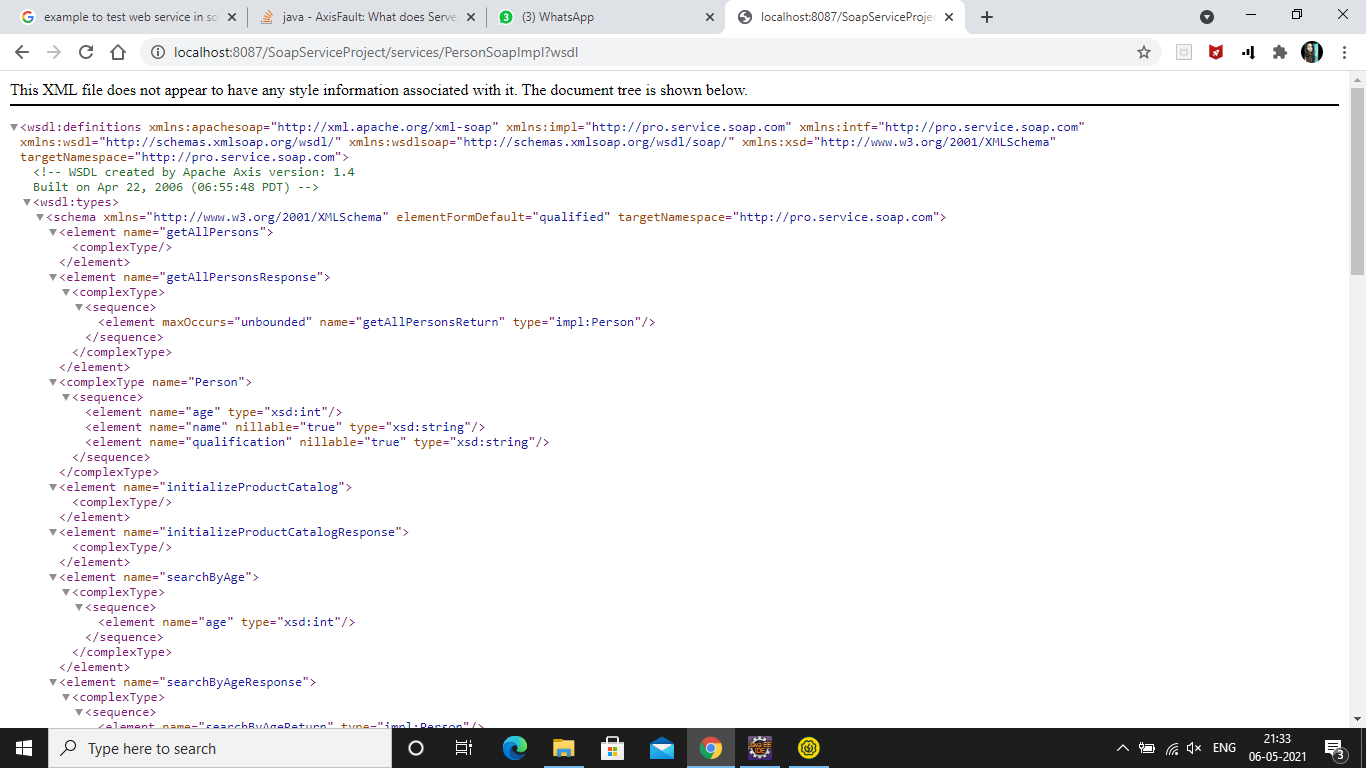 example to test web service in so
java - AxisFault: What does Serve
(3) WhatsApp
localhost:8087/SoapServiceProje
localhost:8087/SoapServiceProject/services/PersonSoapImpl?wsdl
This XML file does not appear to have any style information associated with it. The document tree is shown below.
<wsdl:definitions xmlns:apachesoap="http://xml.apache.org/xml-soap" xmlns:impl="http://pro.service.soap.com" xmlns:intf="http://pro.service.soap.com"
xmlns:wsdl="http://schemas.xmlsoap.org/wsdl/" xmlns:wsdlsoap="http://schemas.xmlsoap.org/wsdl/soap/" xmlns:xsd="http://www.w3.org/2001/XMLSchema"
targetNamespace="http://pro.service.soap.com">
<!-- WSDL created by Apache Axis version: 1.4
Built on Apr 22, 2006 (06:55:48 PDT) -->
<wsdl:types>
<schema xmlns="http://www.w3.org/2001/XMLSchema" elementFormDefault="qualified" targetNamespace="http://pro.service.soap.com">
<element name="getAllPersons">
<complexType/>
</element>
<element name="getAllPersonsResponse">
<complexType>
<sequence>
<element maxOccurs="unbounded" name="getAllPersonsReturn" type="impl:Person"/>
</sequence>
</complexType>
</element>
<complexType name="Person">
<sequence>
<element name="age" type="xsd:int"/>
<element name="name" nillable="true" type="xsd:string"/>
<element name="qualification" nillable="true" type="xsd:string"/>
</sequence>
</complexType>
<element name="initializeProductCatalog">
<complexType/>
</element>
<element name="initializeProductCatalogResponse">
<complexType/>
</element>
<element name="searchByAge">
<complexType>
<sequence>
<element name="age" type="xsd:int"/>
</sequence>
</complexType>
</element>
<element name="searchByAgeResponse">
<complexType>
<sequence>
<element name="searchByAgeReturn" type="impl:Person"/>
Type here to search
ENG
21:33
06-05-2021
3